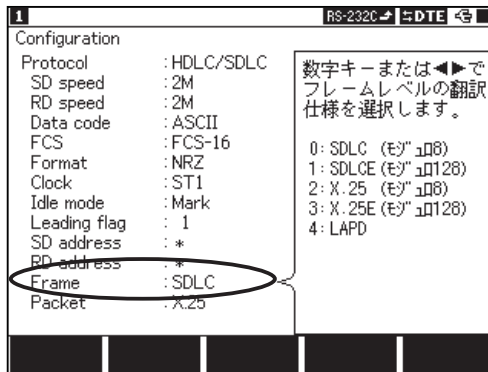 1 RS-232C DTE
Configuration
Protocol :HDLC/SDLC
SD speed :2M
RD speed :2M
Data code :ASCII
FCS :FCS-16
Format :NRZ
Clock :ST1
Idle mode :Mark
Leading flag : 1
SD address :*
RD address :*
Frame :SDLC
Packet :X.25
数字キーまたは◀▶で
フレームレベルの翻訳
仕様を選択します。
0: SDLC (ﾓｼﾞｭﾛ8)
1: SDLCE (ﾓｼﾞｭﾛ128)
2: X.25 (ﾓｼﾞｭﾛ8)
3: X.25E (ﾓｼﾞｭﾛ128)
4: LAPD